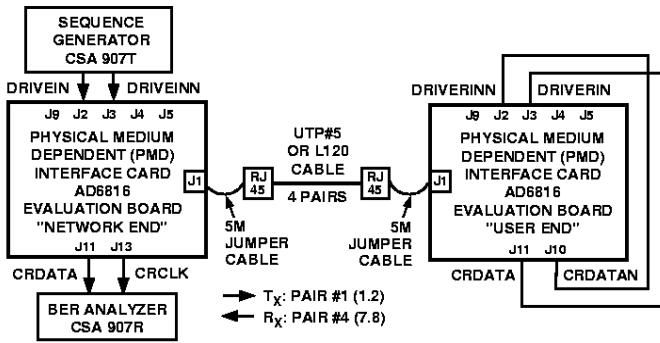 SEQUENCE
GENERATOR
CSA 907T
DRIVEIN
DRIVEINN
J9 J2 J3 J4 J5
PHYSICAL MEDIUM
DEPENDENT (PMD)
INTERFACE CARD
AD6816
EVALUATION BOARD
"NETWORK END"
J1
J11 J13
CRDATA
CRCLK
BER ANALYZER
CSA 907R
5M
JUMPER
CABLE
RJ
45
UTP#5
OR L120
CABLE
4 PAIRS
RJ
45
5M
JUMPER
CABLE
TX: PAIR #1 (1.2)
RX: PAIR #4 (7.8)
DRIVERINN
DRIVERIN
J9 J2 J3 J4 J5
PHYSICAL MEDIUM
DEPENDENT (PMD)
INTERFACE CARD
AD6816
EVALUATION BOARD
"USER END"
J1
J11 J10
CRDATA
CRDATAN